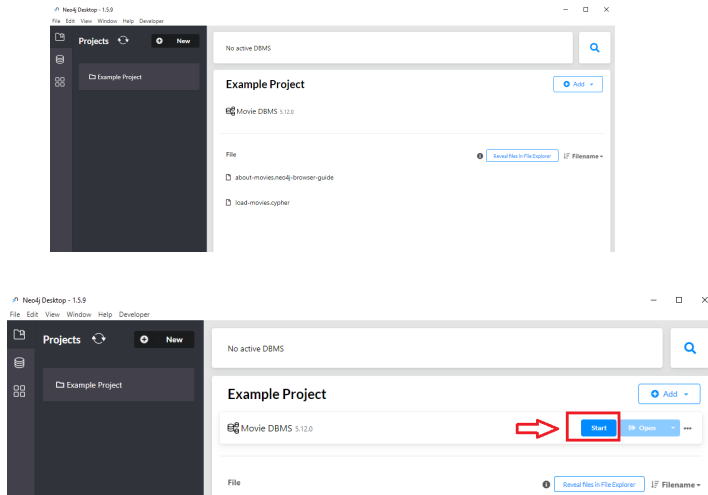 Neo4j Desktop - 1.5.9
File Edit View Window Help Developer
Projects
New
No active DBMS
Example Project
Example Project
Add
Movie DBMS 5.12.0
File
Reveal files in File Explorer
Filename
about-movies.neo4j-browser-guide
load-movies.cypher
Neo4j Desktop - 1.5.9
File Edit View Window Help Developer
Projects
New
No active DBMS
Example Project
Example Project
Add
Movie DBMS 5.12.0
Start
Open
File
Reveal files in File Explorer
Filename